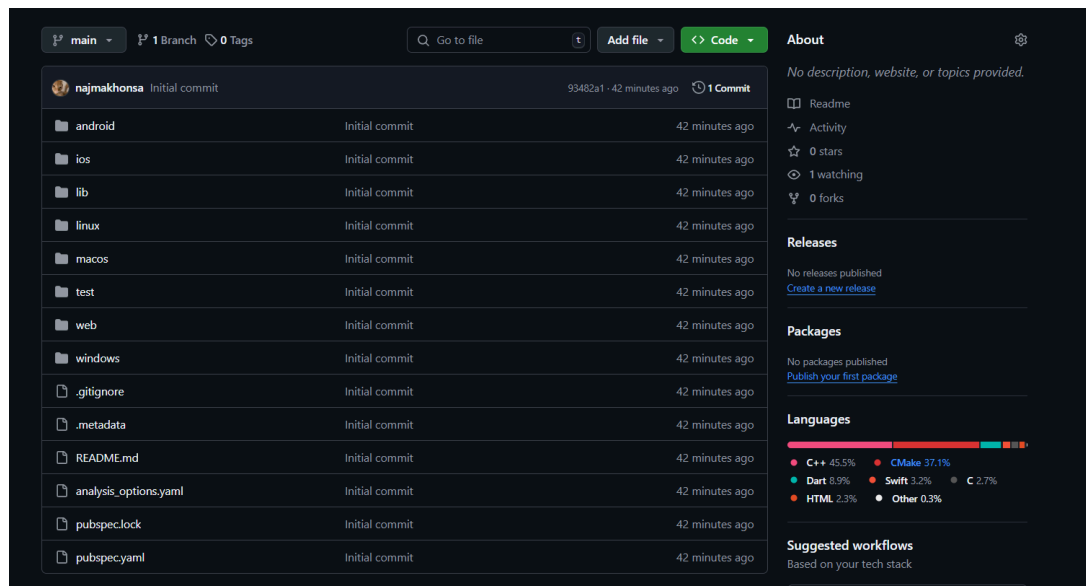 main 1 Branch 0 Tags Go to file t Add file <> Code
najmakhonsa Initial commit 93482a1 · 42 minutes ago 1 Commit
android Initial commit 42 minutes ago
ios Initial commit 42 minutes ago
lib Initial commit 42 minutes ago
linux Initial commit 42 minutes ago
macos Initial commit 42 minutes ago
test Initial commit 42 minutes ago
web Initial commit 42 minutes ago
windows Initial commit 42 minutes ago
.gitignore Initial commit 42 minutes ago
.metadata Initial commit 42 minutes ago
README.md Initial commit 42 minutes ago
analysis_options.yaml Initial commit 42 minutes ago
pubspec.lock Initial commit 42 minutes ago
pubspec.yaml Initial commit 42 minutes ago
About
No description, website, or topics provided.
Readme
Activity
0 stars
1 watching
0 forks
Releases
No releases published
Create a new release
Packages
No packages published
Publish your first package
Languages
C++ 45.5% CMake 37.1%
Dart 8.9% Swift 3.2% C 2.7%
HTML 2.3% Other 0.3%
Suggested workflows
Based on your tech stack